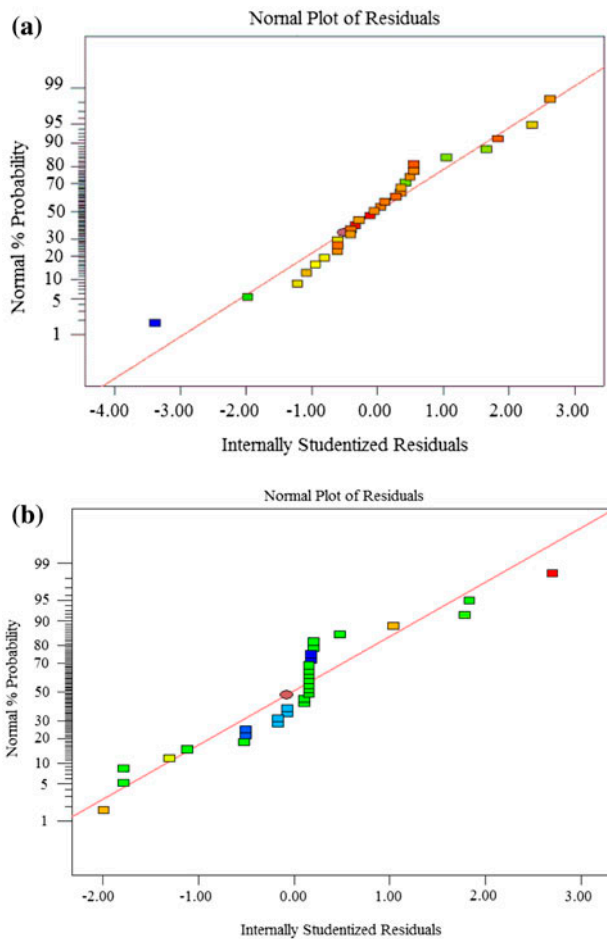 (a)
Normal Plot of Residuals
99
95
90
80
70
50
30
20
10
5
1
Normal % Probability
-4.00 -3.00 -2.00 -1.00 0.00 1.00 2.00 3.00
Internally Studentized Residuals
(b)
Normal Plot of Residuals
99
95
90
80
70
50
30
20
10
5
1
Normal % Probability
-2.00 -1.00 0.00 1.00 2.00 3.00
Internally Studentized Residuals